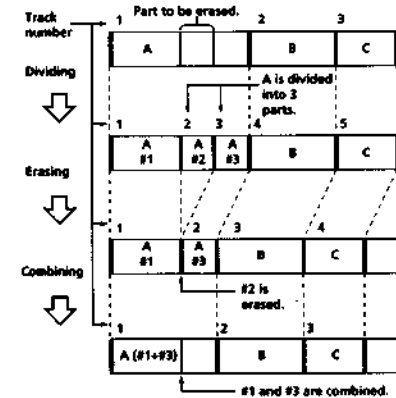 Track
number
Part to be erased.
1 2 3
A B C
Dividing
A is divided
into 3
parts.
1 2 3 4 5
A
#1
A
#2
A
#3
B C
Erasing
1 2 3 4
A
#1
A
#3
B C
#2 is
erased.
Combining
1 2 3
A (#1+#3) B C
#1 and #3 are combined.